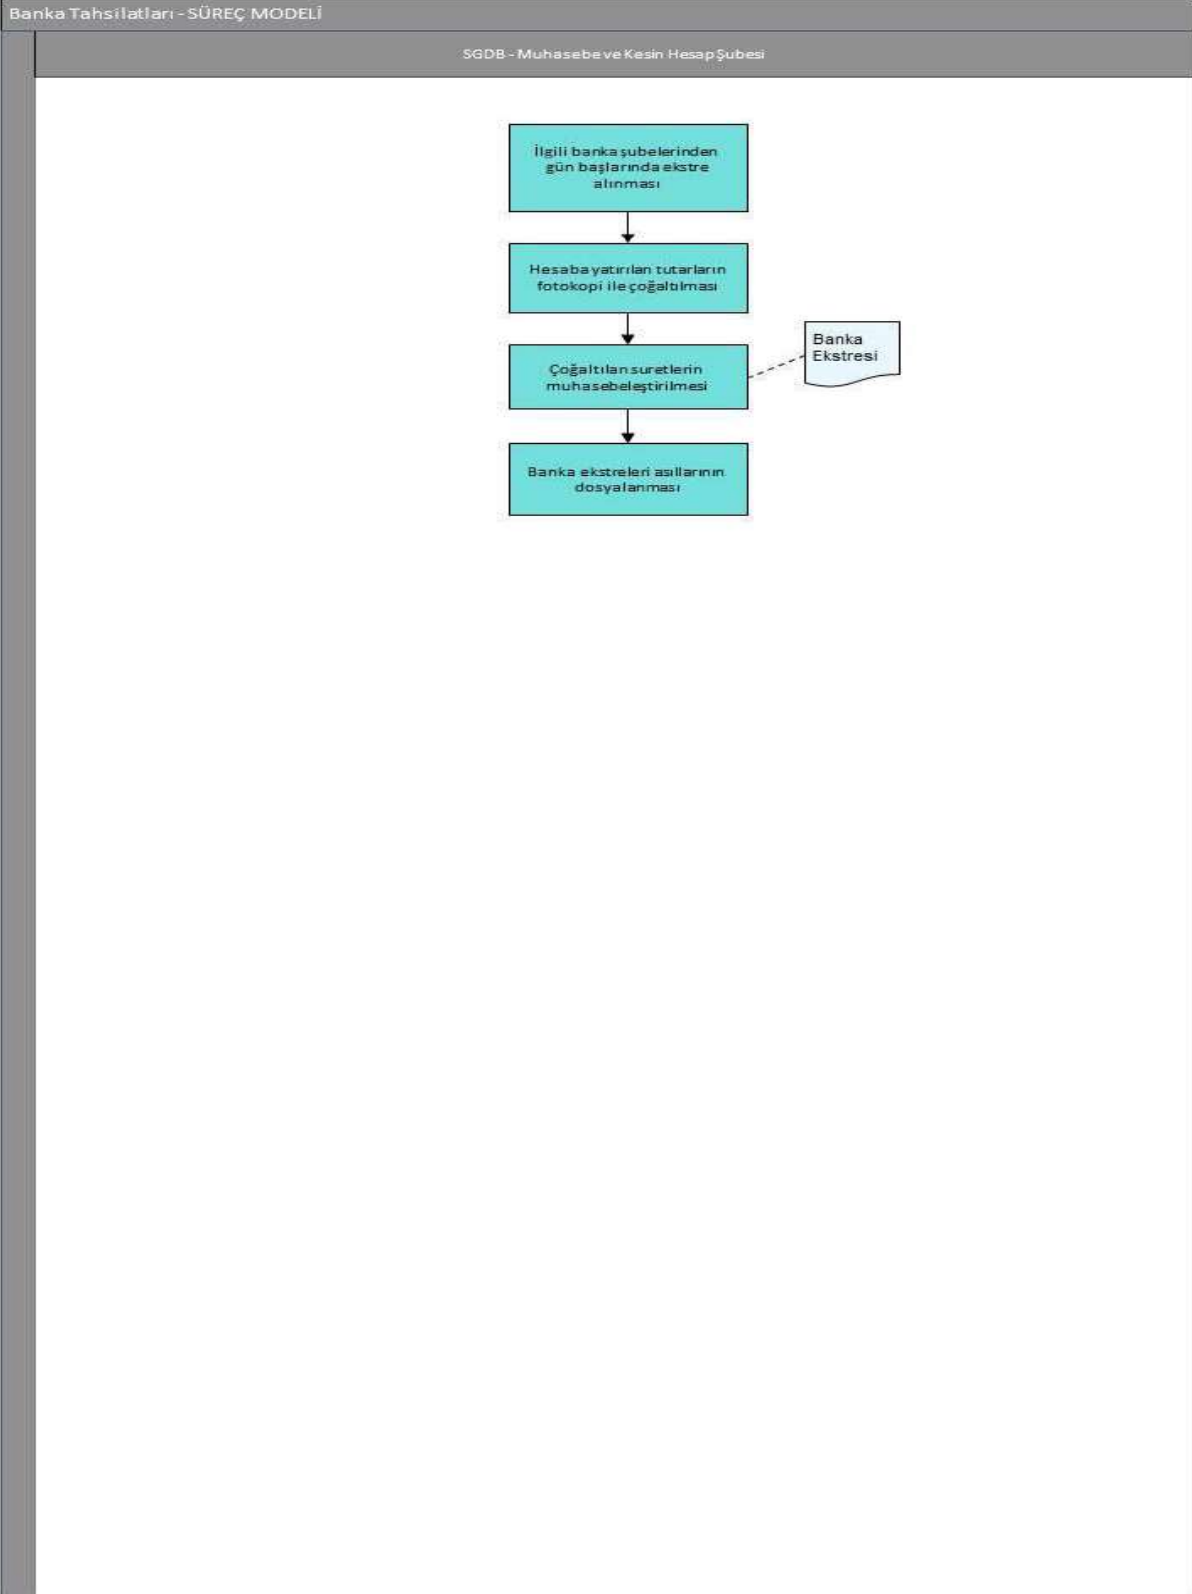 Banka Tahsilatları - SÜREÇ MODELİ
SGDB - Muhasebe ve Kesin Hesap Şubesi
İlgili banka şubelerinden
gün başlarında ekstre
alınması
Hesaba yatırılan tutarların
fotokopi ile çoğaltılması
Çoğaltılan suretlerin
muhasebeleştirilmesi
Banka
Ekstresi
Banka ekstreleri asıllarının
dosyalanması